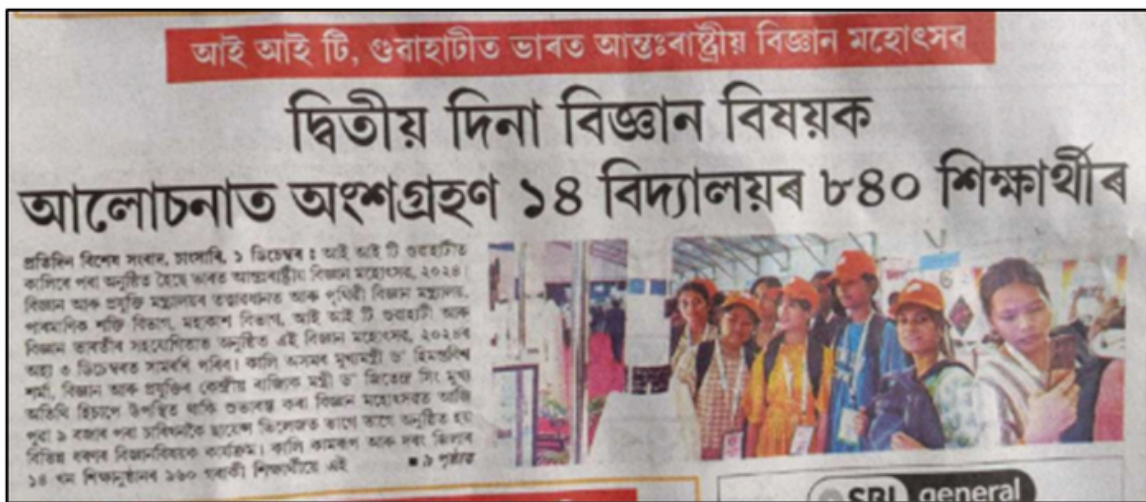 আই আই টি, গুৱাহাটীত ভাৰত আন্তঃৰাষ্ট্ৰীয় বিজ্ঞান মহোৎসৱ
দ্বিতীয় দিনা বিজ্ঞান বিষয়ক
আলোচনাত অংশগ্ৰহণ ১৪ বিদ্যালয়ৰ ৮৪০ শিক্ষাৰ্থীৰ
প্ৰতিদিন বিশেষ সংবাদ, চাংসাৰি, ১ ডিচেম্বৰ : আই আই টি গুৱাহাটীত
কালিৰে পৰা অনুষ্ঠিত হৈছে ভাৰত আন্তঃৰাষ্ট্ৰীয় বিজ্ঞান মহোৎসৱ, ২০২৪।
বিজ্ঞান আৰু প্ৰযুক্তি মন্ত্ৰালয়ৰ তত্ত্বাৱধানত আৰু পৃথিৱী বিজ্ঞান মন্ত্ৰালয়,
পাৰমাণৱিক শক্তি বিভাগ, মহাকাশ বিভাগ, আই আই টি গুৱাহাটী আৰু
বিজ্ঞান ভাৰতীৰ সহযোগিতাত অনুষ্ঠিত এই বিজ্ঞান মহোৎসৱ, ২০২৪ৰ
অহা ৩ ডিচেম্বৰত সামৰণি পৰিব। কালি অসমৰ মুখ্যমন্ত্ৰী ড° হিমন্তবিশ্ব
শৰ্মা, বিজ্ঞান আৰু প্ৰযুক্তিৰ কেন্দ্ৰীয় ৰাজ্যিক মন্ত্ৰী ড° জিতেন্দ্ৰ সিং মুখ্য
অতিথি হিচাপে উপস্থিত থাকি শুভাৰম্ভ কৰা বিজ্ঞান মহোৎসৱত আজি
পুৱা ৯ বজাৰ পৰা চাৰিখনকৈ ছায়েন্স ভিলেজত ভাগে ভাগে অনুষ্ঠিত হয়
বিভিন্ন ধৰণৰ বিজ্ঞানবিষয়ক কাৰ্যক্ৰম। কালি কামৰূপ আৰু দৰং জিলাৰ
১৪ খন শিক্ষানুষ্ঠানৰ ১৬০ গৰাকী শিক্ষাৰ্থীয়ে এই ■ ৯ পৃষ্ঠাত
SBI general